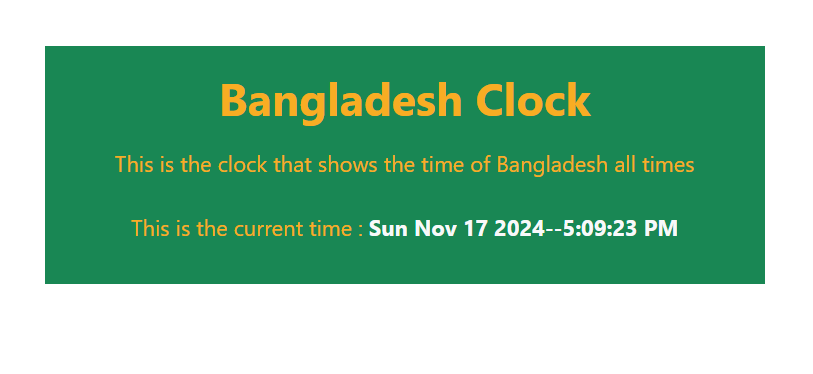 Bangladesh Clock
This is the clock that shows the time of Bangladesh all times
This is the current time : Sun Nov 17 2024--5:09:23 PM